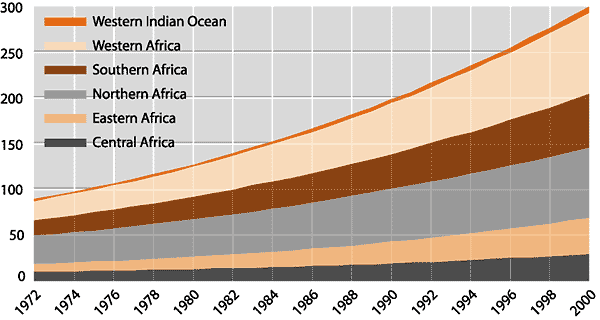 300
Western Indian Ocean
Western Africa
250
Southern Africa
200
Northern Africa
Eastern Africa
150
Central Africa
100
50
0
1972 1974 1976 1978 1980 1982 1984 1986 1988 1990 1992 1994 1996 1998 2000